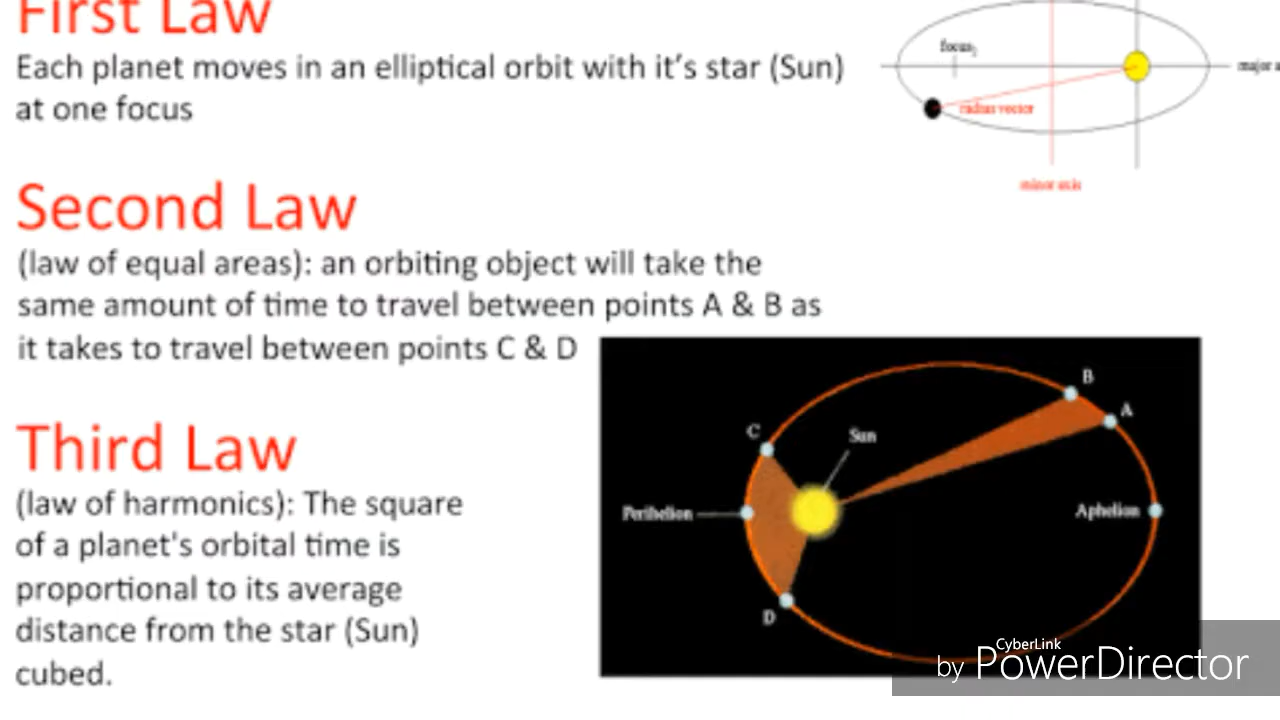 First Law
Each planet moves in an elliptical orbit with it's star (Sun)
at one focus
focus2
major a
radius vector
minor axis
Second Law
(law of equal areas): an orbiting object will take the
same amount of time to travel between points A & B as
it takes to travel between points C & D
Third Law
(law of harmonics): The square
of a planet's orbital time is
proportional to its average
distance from the star (Sun)
cubed.
B
A
C
Sun
Perihelion
Aphelion
D
CyberLink
by PowerDirector